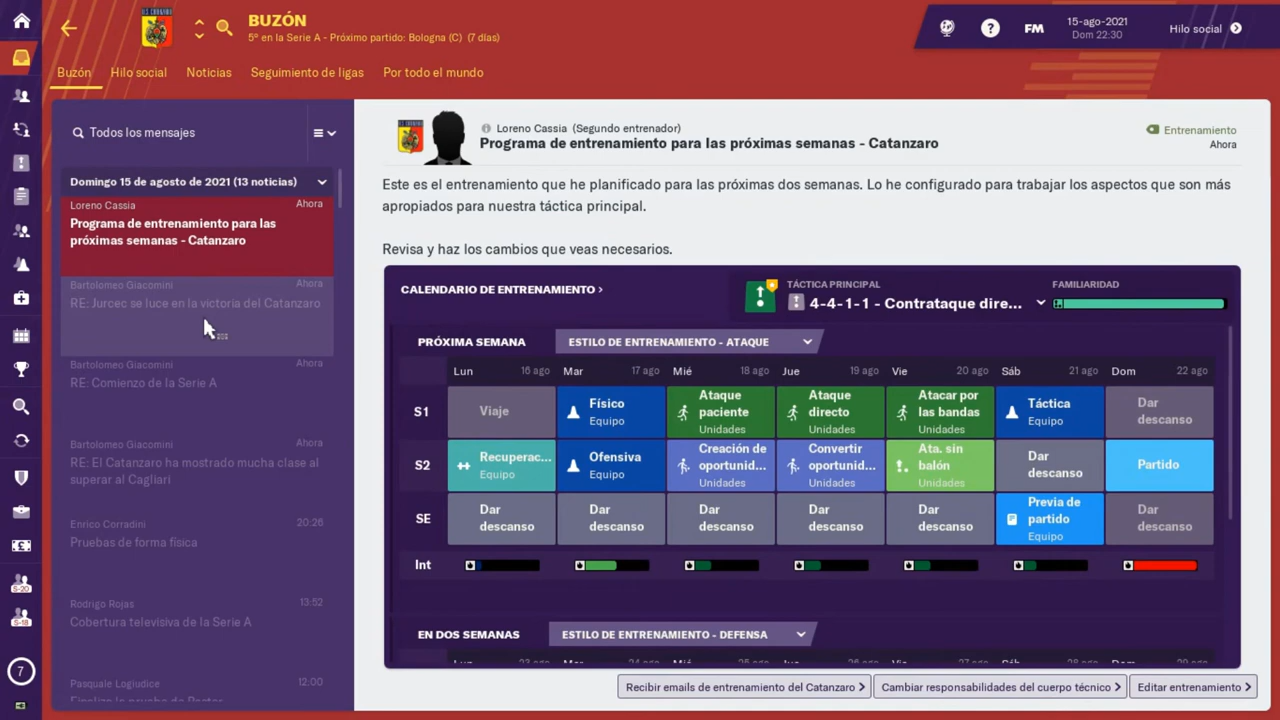 BUZÓN
5º en la Serie A - Próximo partido: Bologna (C) (7 días)
FM
15-ago-2021
Dom 22:30
Hilo social
Buzón
Hilo social
Noticias
Seguimiento de ligas
Por todo el mundo
Todos los mensajes
Domingo 15 de agosto de 2021 (13 noticias)
Loreno Cassia
Ahora
Programa de entrenamiento para las
próximas semanas - Catanzaro
Bartolomeo Giacomini
Ahora
RE: Jurcec se luce en la victoria del Catanzaro
Bartolomeo Giacomini
Ahora
RE: Comienzo de la Serie A
Bartolomeo Giacomini
Ahora
RE: El Catanzaro ha mostrado mucha clase al
superar al Cagliari
Enrico Corradini
20:26
Pruebas de forma física
Rodrigo Rojas
13:52
Cobertura televisiva de la Serie A
Pasquale Logiudice
12:00
S-20
S-18
7
Loreno Cassia (Segundo entrenador)
Programa de entrenamiento para las próximas semanas - Catanzaro
Entrenamiento
Ahora
Este es el entrenamiento que he planificado para las próximas dos semanas. Lo he configurado para trabajar los aspectos que son más
apropiados para nuestra táctica principal.
Revisa y haz los cambios que veas necesarios.
CALENDARIO DE ENTRENAMIENTO
TÁCTICA PRINCIPAL
4-4-1-1 - Contrataque dire...
FAMILIARIDAD
PRÓXIMA SEMANA
ESTILO DE ENTRENAMIENTO - ATAQUE
Lun 16 ago
Mar 17 ago
Mié 18 ago
Jue 19 ago
Vie 20 ago
Sáb 21 ago
Dom 22 ago
S1
Viaje
Físico
Equipo
Ataque
paciente
Unidades
Ataque
directo
Unidades
Atacar por
las bandas
Unidades
Táctica
Equipo
Dar
descanso
S2
Recuperac...
Equipo
Ofensiva
Equipo
Creación de
oportunid...
Unidades
Convertir
oportunid...
Unidades
Ata. sin
balón
Unidades
Dar
descanso
Partido
SE
Dar
descanso
Dar
descanso
Dar
descanso
Dar
descanso
Dar
descanso
Previa de
partido
Equipo
Dar
descanso
Int
EN DOS SEMANAS
ESTILO DE ENTRENAMIENTO - DEFENSA
Recibir emails de entrenamiento del Catanzaro
Cambiar responsabilidades del cuerpo técnico
Editar entrenamiento